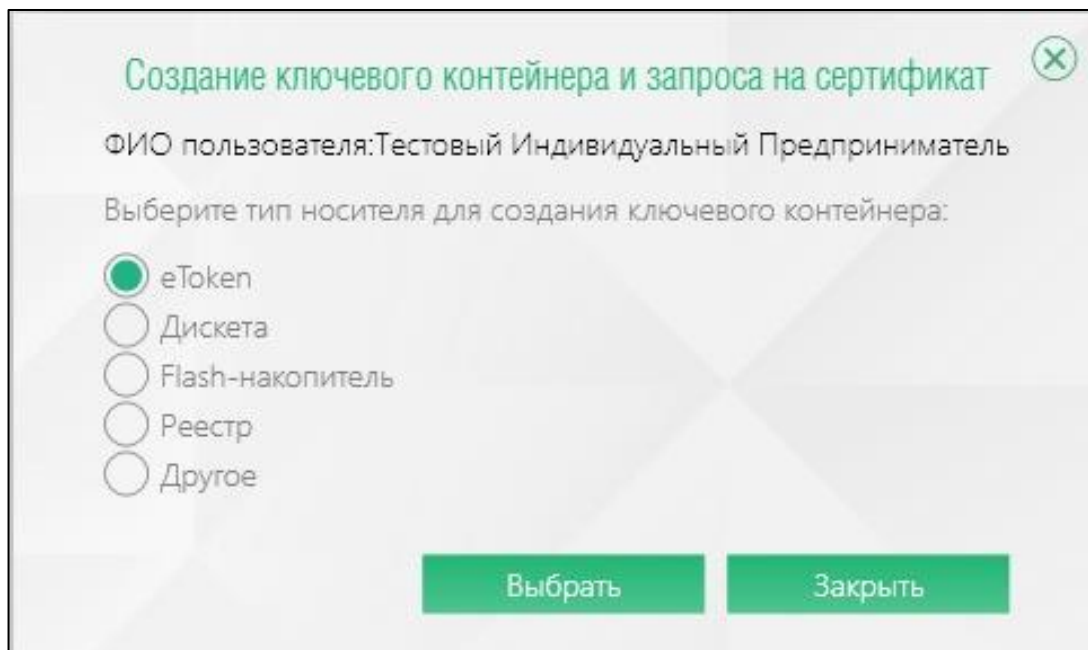 Создание ключевого контейнера и запроса на сертификат
ФИО пользователя:Тестовый Индивидуальный Предприниматель
Выберите тип носителя для создания ключевого контейнера:
eToken
Дискета
Flash-накопитель
Реестр
Другое
Выбрать
Закрыть